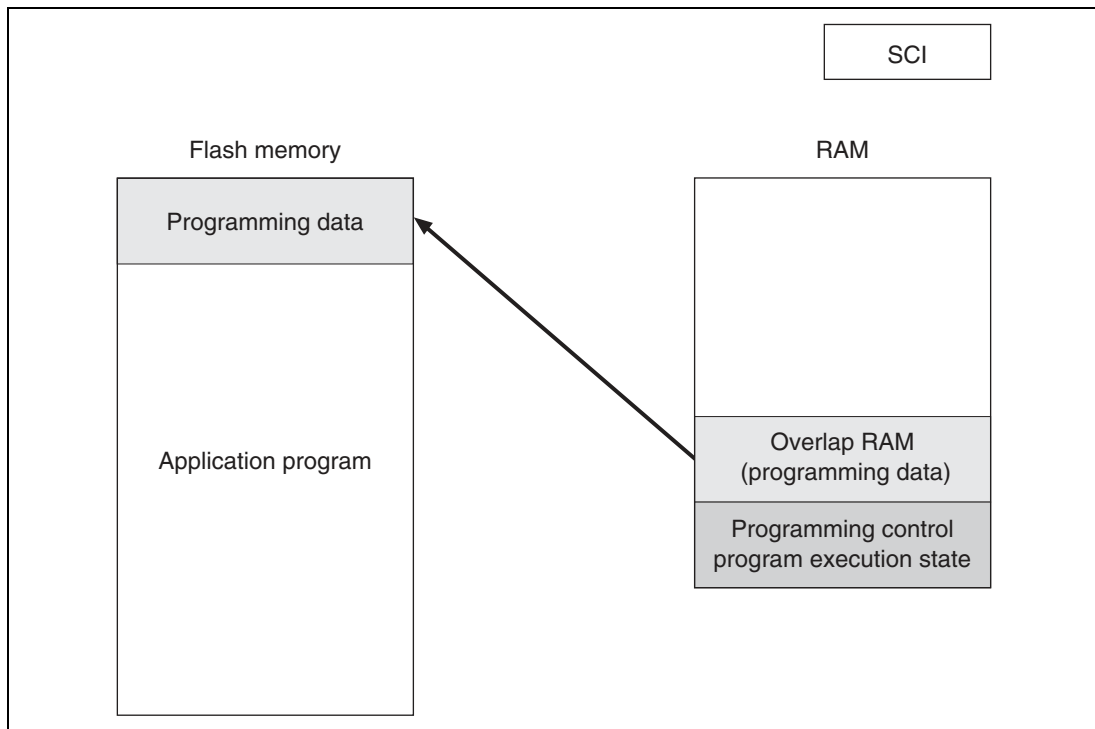 SCI
Flash memory
RAM
Programming data
Application program
Overlap RAM
(programming data)
Programming control
program execution state